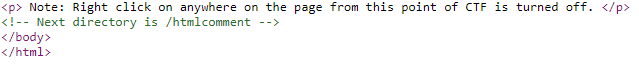 <p> Note: Right click on anywhere on the page from this point of CTF is turned off. </p>
<!-- Next directory is /htmlcomment -->
</body>
</html>